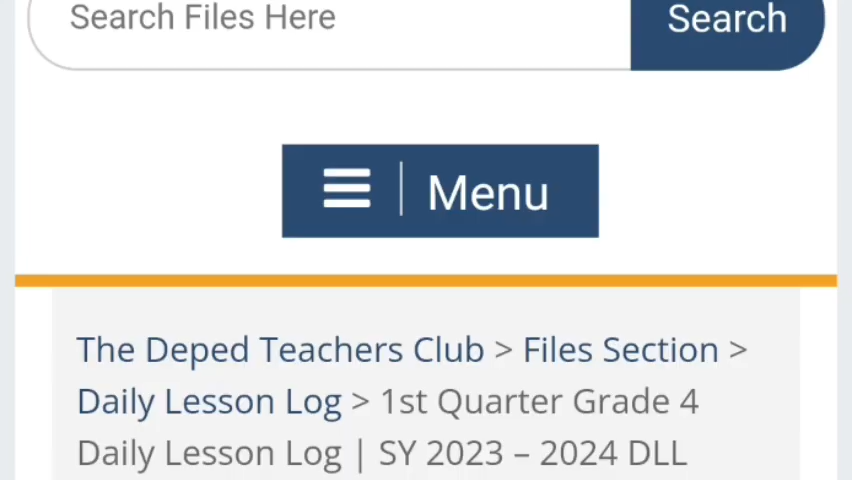 Search Files Here
Search
Menu
The Deped Teachers Club > Files Section >
Daily Lesson Log > 1st Quarter Grade 4
Daily Lesson Log | SY 2023 – 2024 DLL